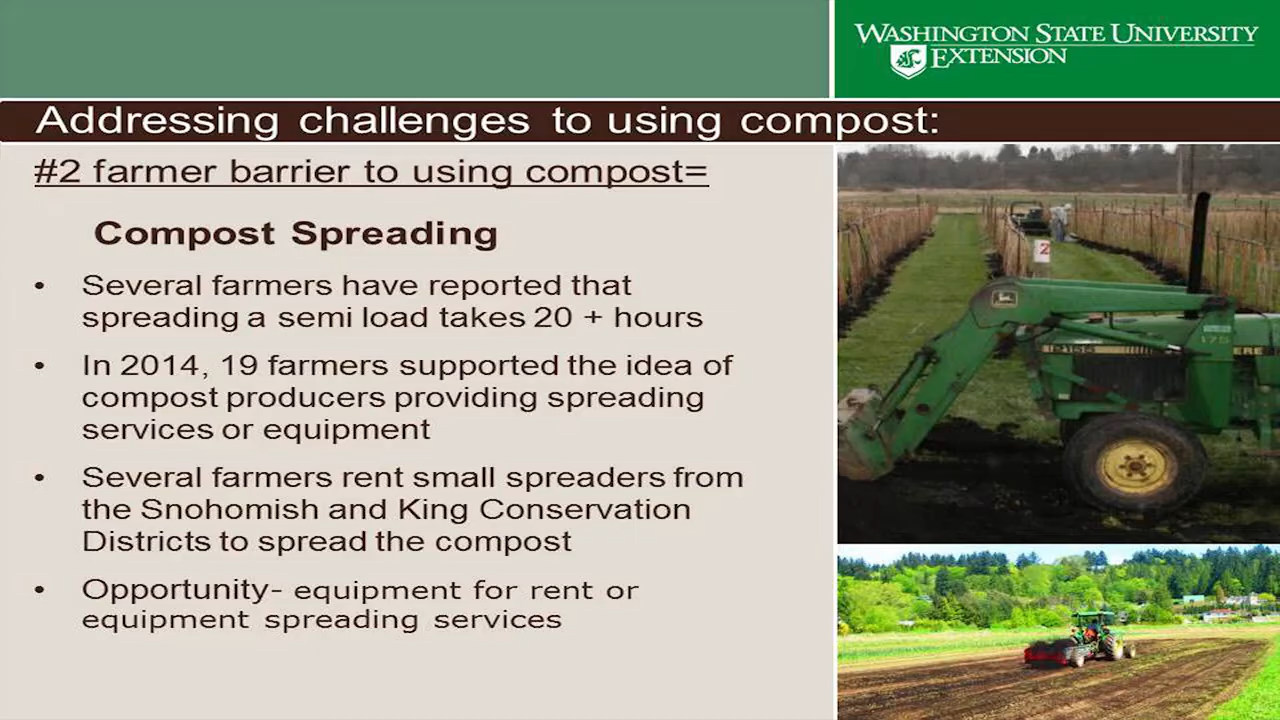 WASHINGTON STATE UNIVERSITY
EXTENSION
Addressing challenges to using compost:
#2 farmer barrier to using compost=
Compost Spreading
• Several farmers have reported that
spreading a semi load takes 20 + hours
• In 2014, 19 farmers supported the idea of
compost producers providing spreading
services or equipment
• Several farmers rent small spreaders from
the Snohomish and King Conservation
Districts to spread the compost
• Opportunity- equipment for rent or
equipment spreading services
2
175